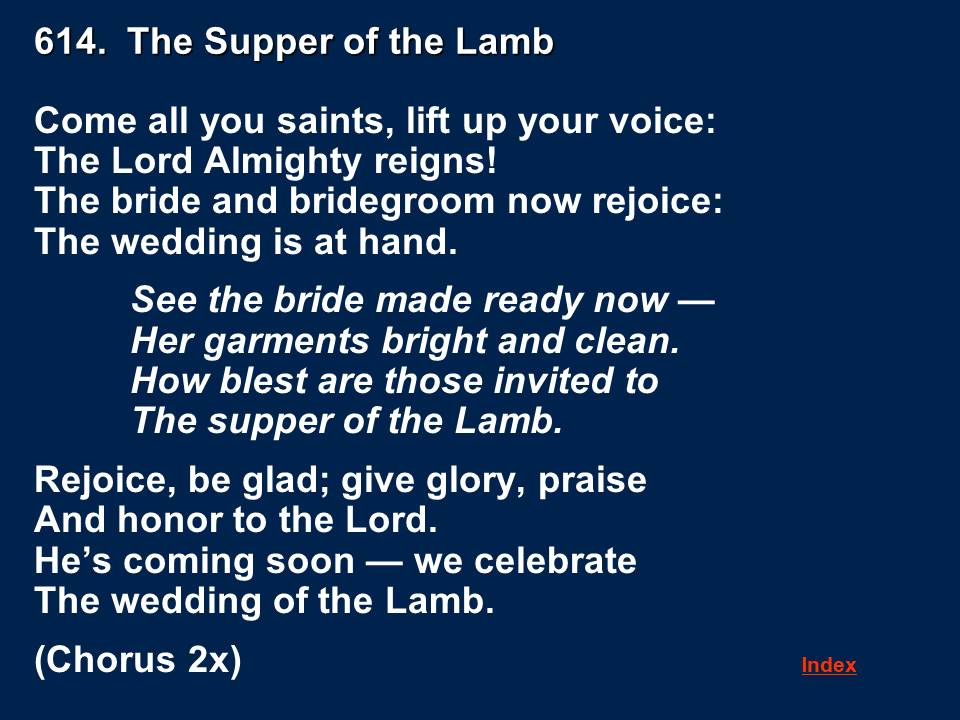 614.  The Supper of the Lamb
Come all you saints, lift up your voice:
The Lord Almighty reigns!
The bride and bridegroom now rejoice:
The wedding is at hand.
See the bride made ready now —
Her garments bright and clean.
How blest are those invited to
The supper of the Lamb.
Rejoice, be glad; give glory, praise
And honor to the Lord.
He’s coming soon — we celebrate
The wedding of the Lamb.
(Chorus 2x)
Index